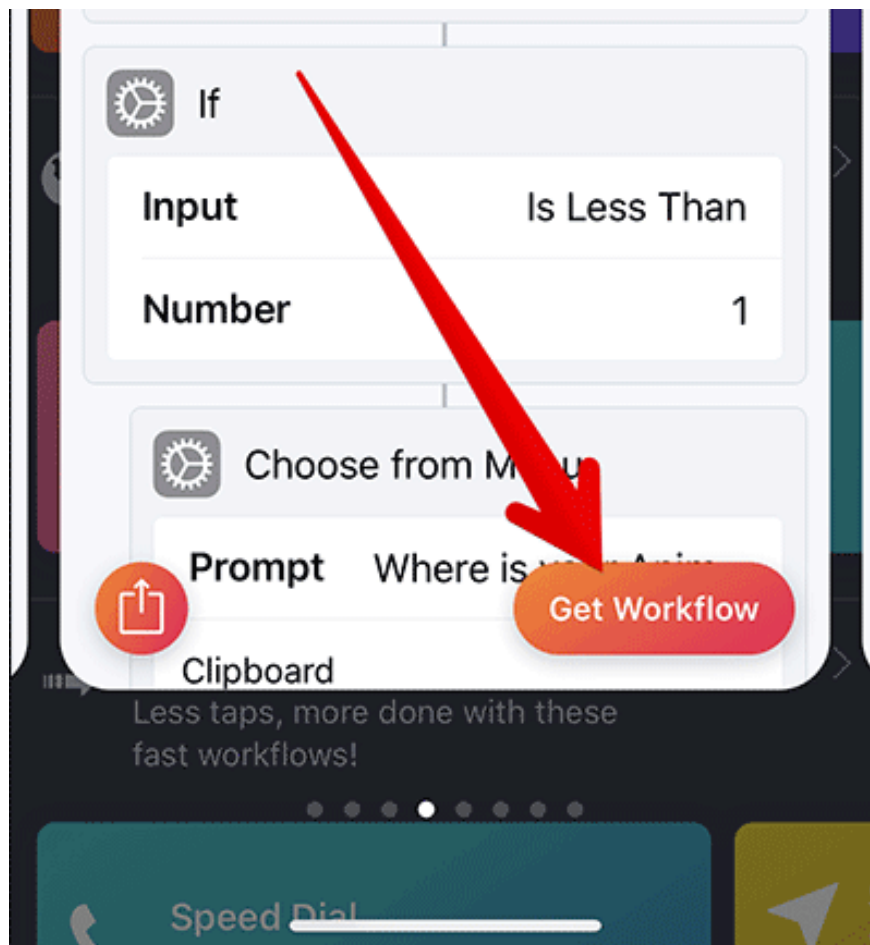 If
Input Is Less Than
Number 1
Choose from
Prompt Where is
Get Workflow
Clipboard
Less taps, more done with these
fast workflows!
Speed Dial